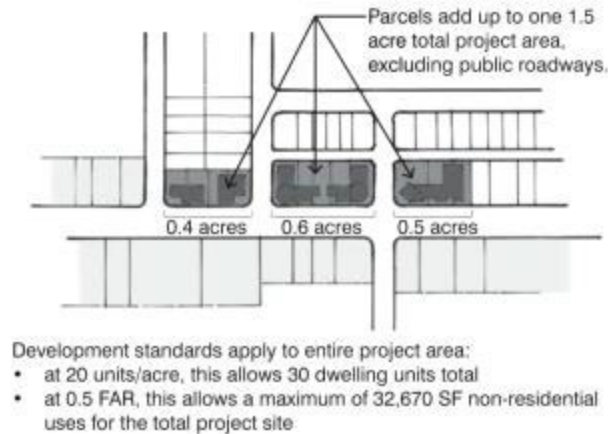 Parcels add up to one 1.5
acre total project area,
excluding public roadways.
0.4 acres
0.6 acres
0.5 acres
Development standards apply to entire project area:
• at 20 units/acre, this allows 30 dwelling units total
• at 0.5 FAR, this allows a maximum of 32,670 SF non-residential
uses for the total project site